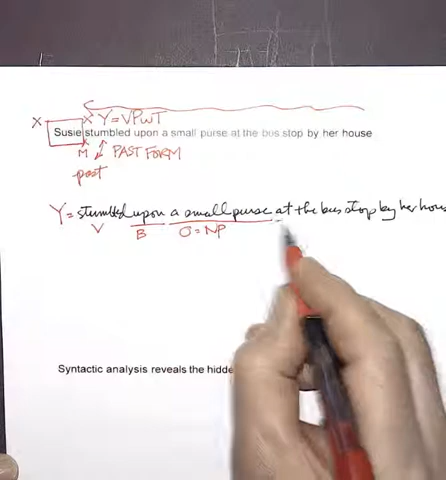 X X Y=VPwT
Susie stumbled upon a small purse at the bus stop by her house
M PAST FORM
past
Y= stumbled upon a small purse at the bus stop by her hous
V B O=NP
Syntactic analysis reveals the hidde